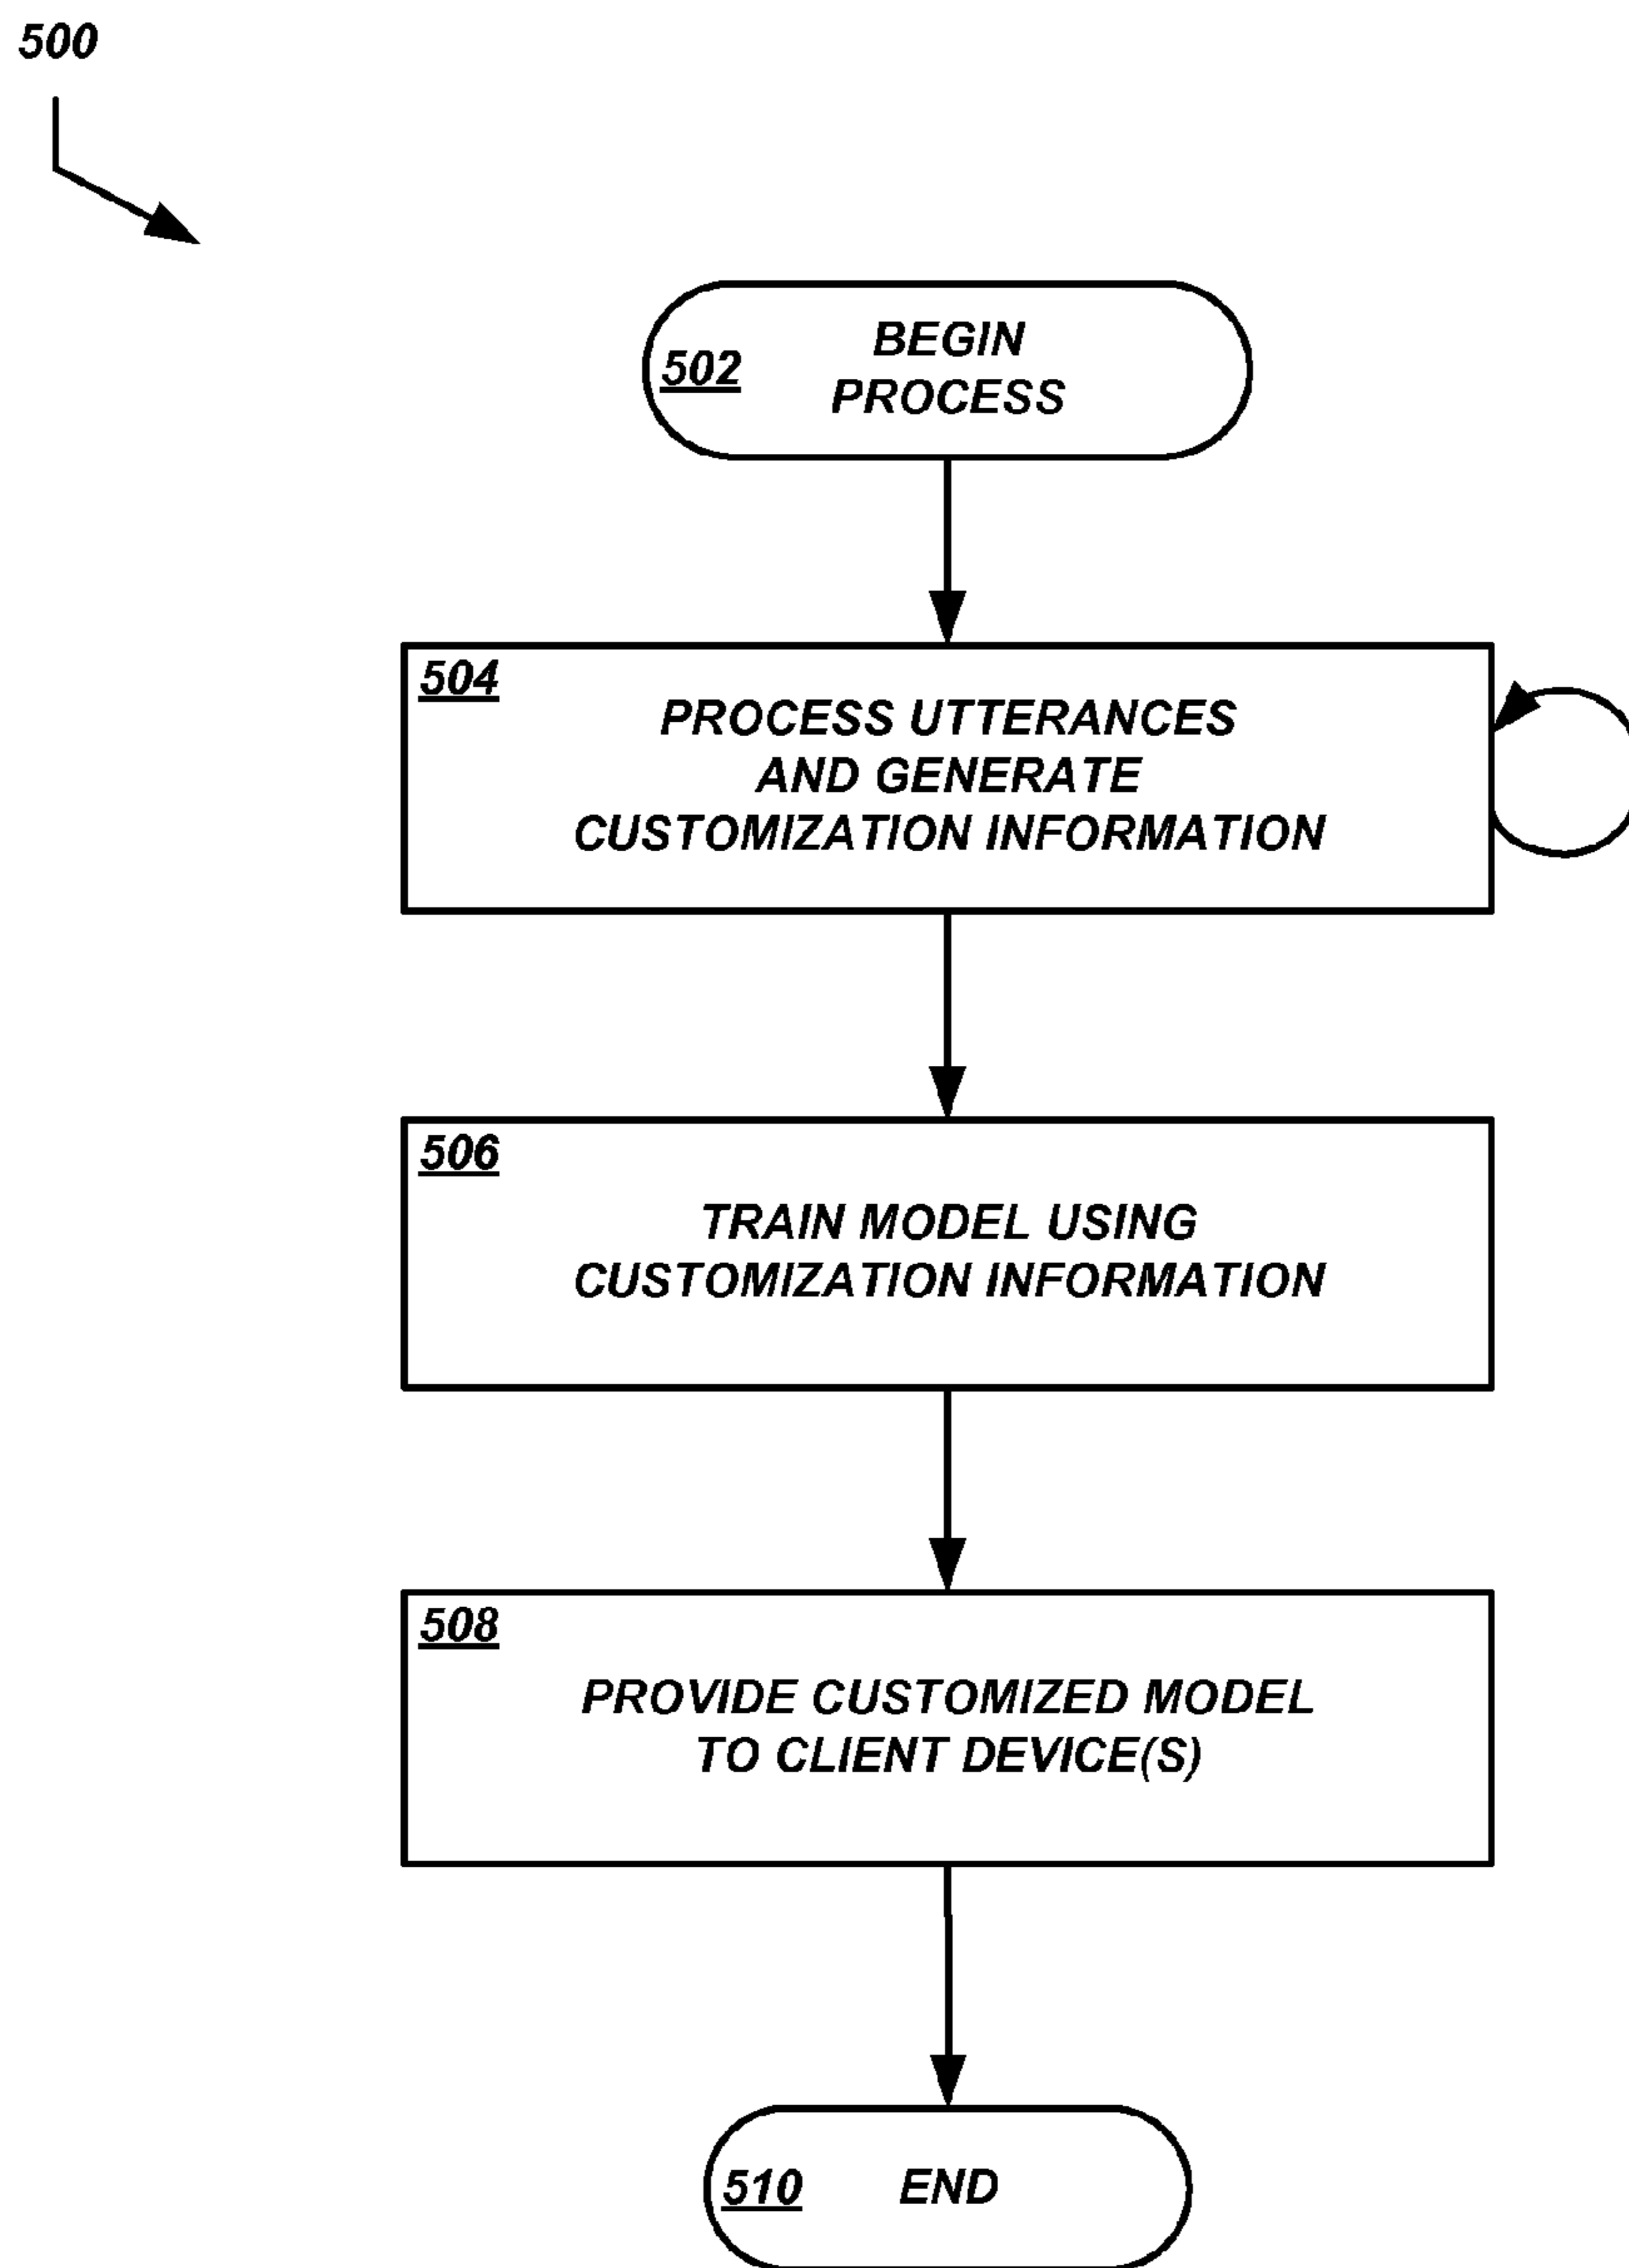 500
502
BEGIN
PROCESS
504
PROCESS UTTERANCES
AND GENERATE
CUSTOMIZATION INFORMATION
506
TRAIN MODEL USING
CUSTOMIZATION INFORMATION
508
PROVIDE CUSTOMIZED MODEL
TO CLIENT DEVICE(S)
510 END